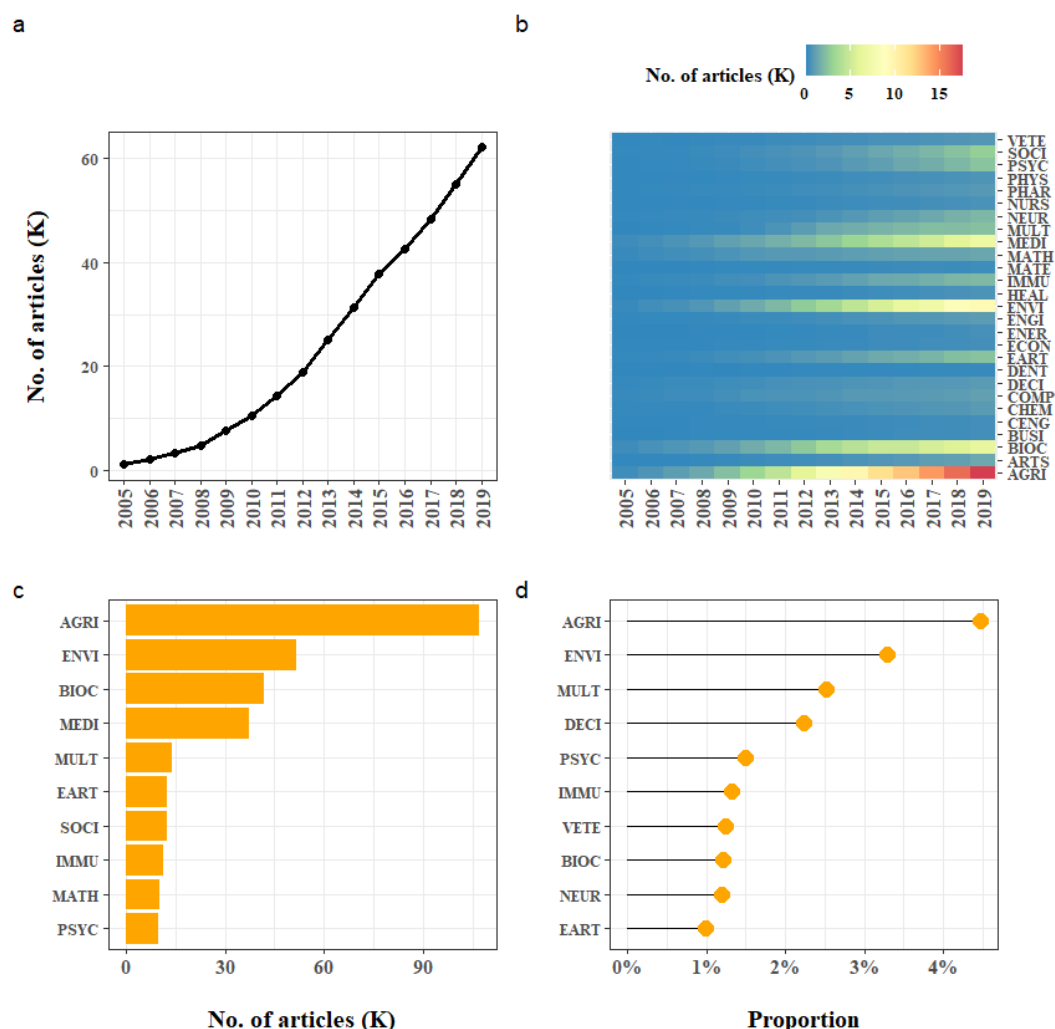 a
No. of articles (K)
60
40
20
0
2005 2006 2007 2008 2009 2010 2011 2012 2013 2014 2015 2016 2017 2018 2019
b
No. of articles (K)
0 5 10 15
VETE
SOCI
PSYC
PHYS
PHAR
NURS
NEUR
MULT
MEDI
MATH
MATE
IMMU
HEAL
ENVI
ENGI
ENER
ECON
EART
DENT
DECI
COMP
CHEM
CENG
BUSI
BIOC
ARTS
AGRI
2005 2006 2007 2008 2009 2010 2011 2012 2013 2014 2015 2016 2017 2018 2019
c
AGRI
ENVI
BIOC
MEDI
MULT
EART
SOCI
IMMU
MATH
PSYC
0 30 60 90
No. of articles (K)
d
AGRI
ENVI
MULT
DECI
PSYC
IMMU
VETE
BIOC
NEUR
EART
0% 1% 2% 3% 4%
Proportion